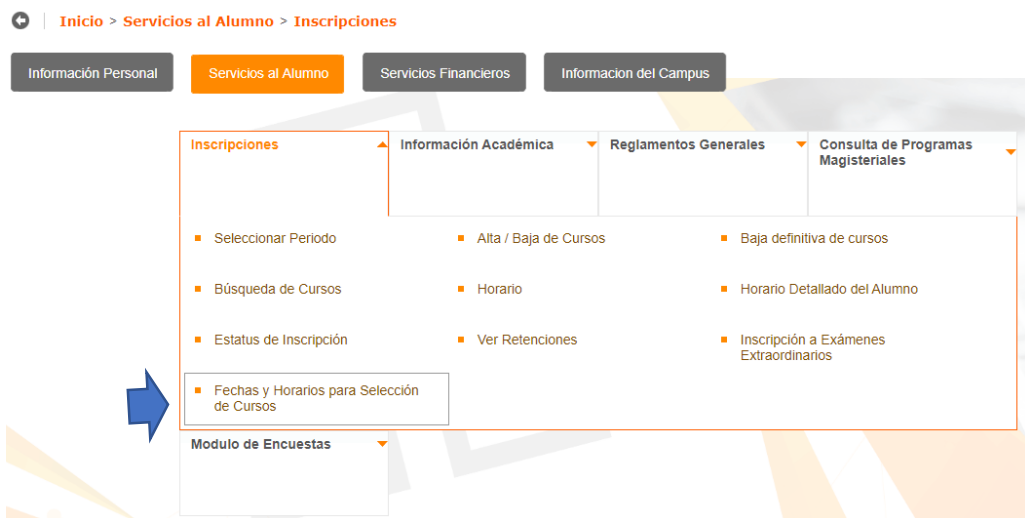 Inicio > Servicios al Alumno > Inscripciones
Información Personal
Servicios al Alumno
Servicios Financieros
Informacion del Campus
Inscripciones
Información Académica
Reglamentos Generales
Consulta de Programas
Magisteriales
Seleccionar Periodo
Alta / Baja de Cursos
Baja definitiva de cursos
Búsqueda de Cursos
Horario
Horario Detallado del Alumno
Estatus de Inscripción
Ver Retenciones
Inscripción a Exámenes
Extraordinarios
Fechas y Horarios para Selección
de Cursos
Modulo de Encuestas